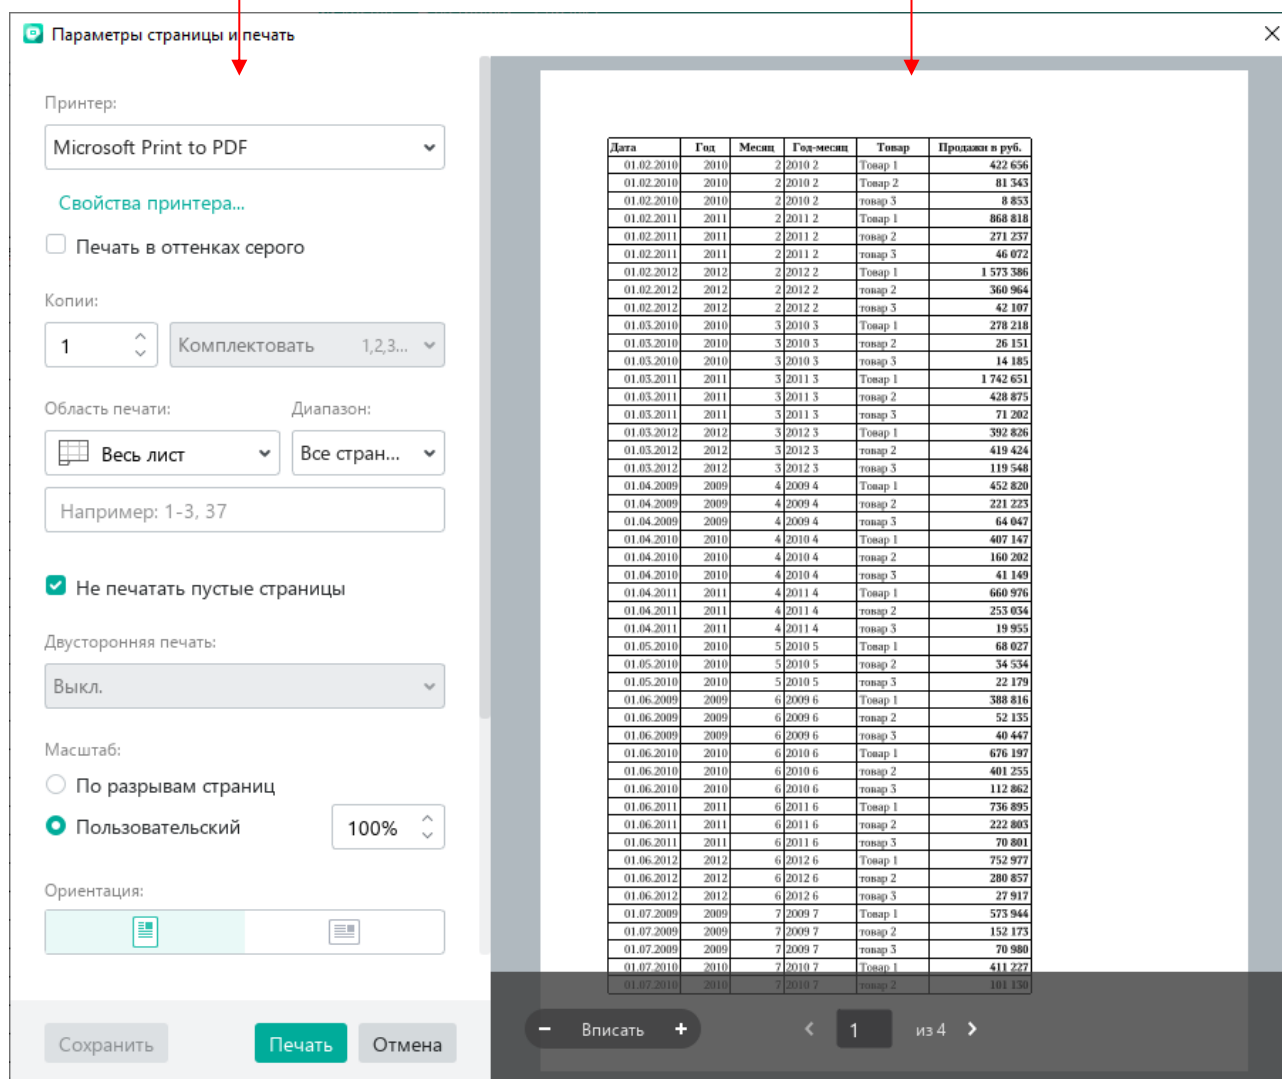 Параметры страницы и печать
Принтер:
Microsoft Print to PDF
Свойства принтера...
Печать в оттенках серого
Копии:
1
Комплектовать 1,2,3...
Область печати: Диапазон:
Весь лист Все стран...
Например: 1-3, 37
Не печатать пустые страницы
Двусторонняя печать:
Выкл.
Масштаб:
По разрывам страниц
Пользовательский 100%
Ориентация:
Сохранить Печать Отмена
Дата Год Месяц Год-месяц Товар Продажи в руб.
01.02.2010 2010 2 2010 2 Товар 1 422 656
01.02.2010 2010 2 2010 2 Товар 2 81 343
01.02.2010 2010 2 2010 2 товар 3 8 853
01.02.2011 2011 2 2011 2 Товар 1 868 818
01.02.2011 2011 2 2011 2 товар 2 271 237
01.02.2011 2011 2 2011 2 товар 3 46 072
01.02.2012 2012 2 2012 2 Товар 1 1 573 386
01.02.2012 2012 2 2012 2 товар 2 360 964
01.02.2012 2012 2 2012 2 товар 3 42 107
01.03.2010 2010 3 2010 3 Товар 1 278 218
01.03.2010 2010 3 2010 3 товар 2 26 151
01.03.2010 2010 3 2010 3 товар 3 14 185
01.03.2011 2011 3 2011 3 Товар 1 1 742 651
01.03.2011 2011 3 2011 3 товар 2 428 875
01.03.2011 2011 3 2011 3 товар 3 71 202
01.03.2012 2012 3 2012 3 Товар 1 392 826
01.03.2012 2012 3 2012 3 товар 2 419 424
01.03.2012 2012 3 2012 3 товар 3 119 548
01.04.2009 2009 4 2009 4 Товар 1 452 820
01.04.2009 2009 4 2009 4 товар 2 221 223
01.04.2009 2009 4 2009 4 товар 3 64 047
01.04.2010 2010 4 2010 4 Товар 1 407 147
01.04.2010 2010 4 2010 4 товар 2 160 202
01.04.2010 2010 4 2010 4 товар 3 41 149
01.04.2011 2011 4 2011 4 Товар 1 660 976
01.04.2011 2011 4 2011 4 товар 2 253 034
01.04.2011 2011 4 2011 4 товар 3 19 955
01.05.2010 2010 5 2010 5 Товар 1 68 027
01.05.2010 2010 5 2010 5 товар 2 34 534
01.05.2010 2010 5 2010 5 товар 3 22 179
01.06.2009 2009 6 2009 6 Товар 1 388 816
01.06.2009 2009 6 2009 6 товар 2 52 135
01.06.2009 2009 6 2009 6 товар 3 40 447
01.06.2010 2010 6 2010 6 Товар 1 676 197
01.06.2010 2010 6 2010 6 товар 2 401 255
01.06.2010 2010 6 2010 6 товар 3 112 862
01.06.2011 2011 6 2011 6 Товар 1 736 895
01.06.2011 2011 6 2011 6 товар 2 222 803
01.06.2011 2011 6 2011 6 товар 3 70 801
01.06.2012 2012 6 2012 6 Товар 1 752 977
01.06.2012 2012 6 2012 6 товар 2 280 857
01.06.2012 2012 6 2012 6 товар 3 27 917
01.07.2009 2009 7 2009 7 Товар 1 573 944
01.07.2009 2009 7 2009 7 товар 2 152 173
01.07.2009 2009 7 2009 7 товар 3 70 980
01.07.2010 2010 7 2010 7 Товар 1 411 227
01.07.2010 2010 7 2010 7 товар 2 101 130
Вписать 1 из 4